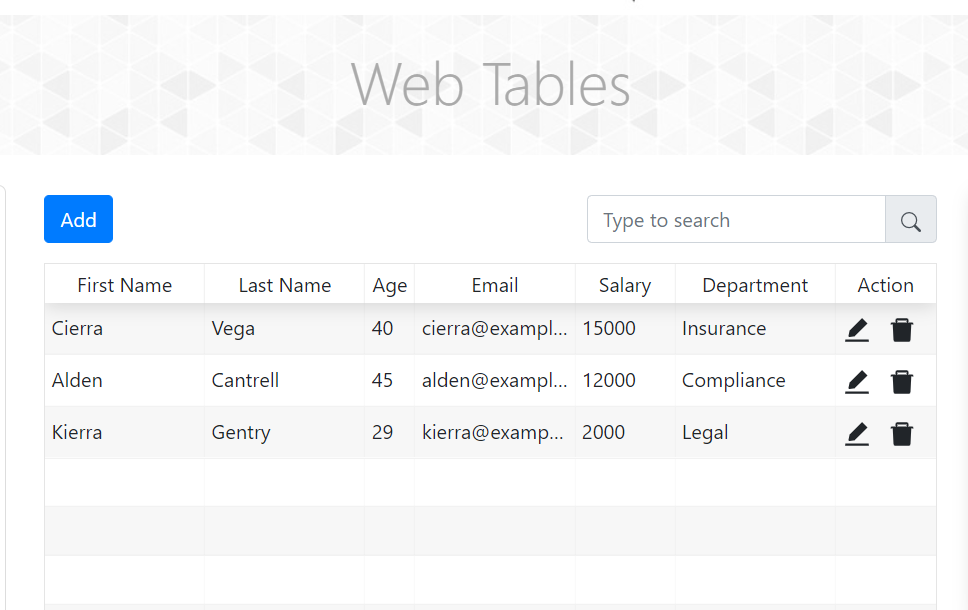 Web Tables
Add
Type to search
First Name Last Name Age Email Salary Department Action
Cierra Vega 40 cierra@exampl... 15000 Insurance
Alden Cantrell 45 alden@exampl... 12000 Compliance
Kierra Gentry 29 kierra@examp... 2000 Legal